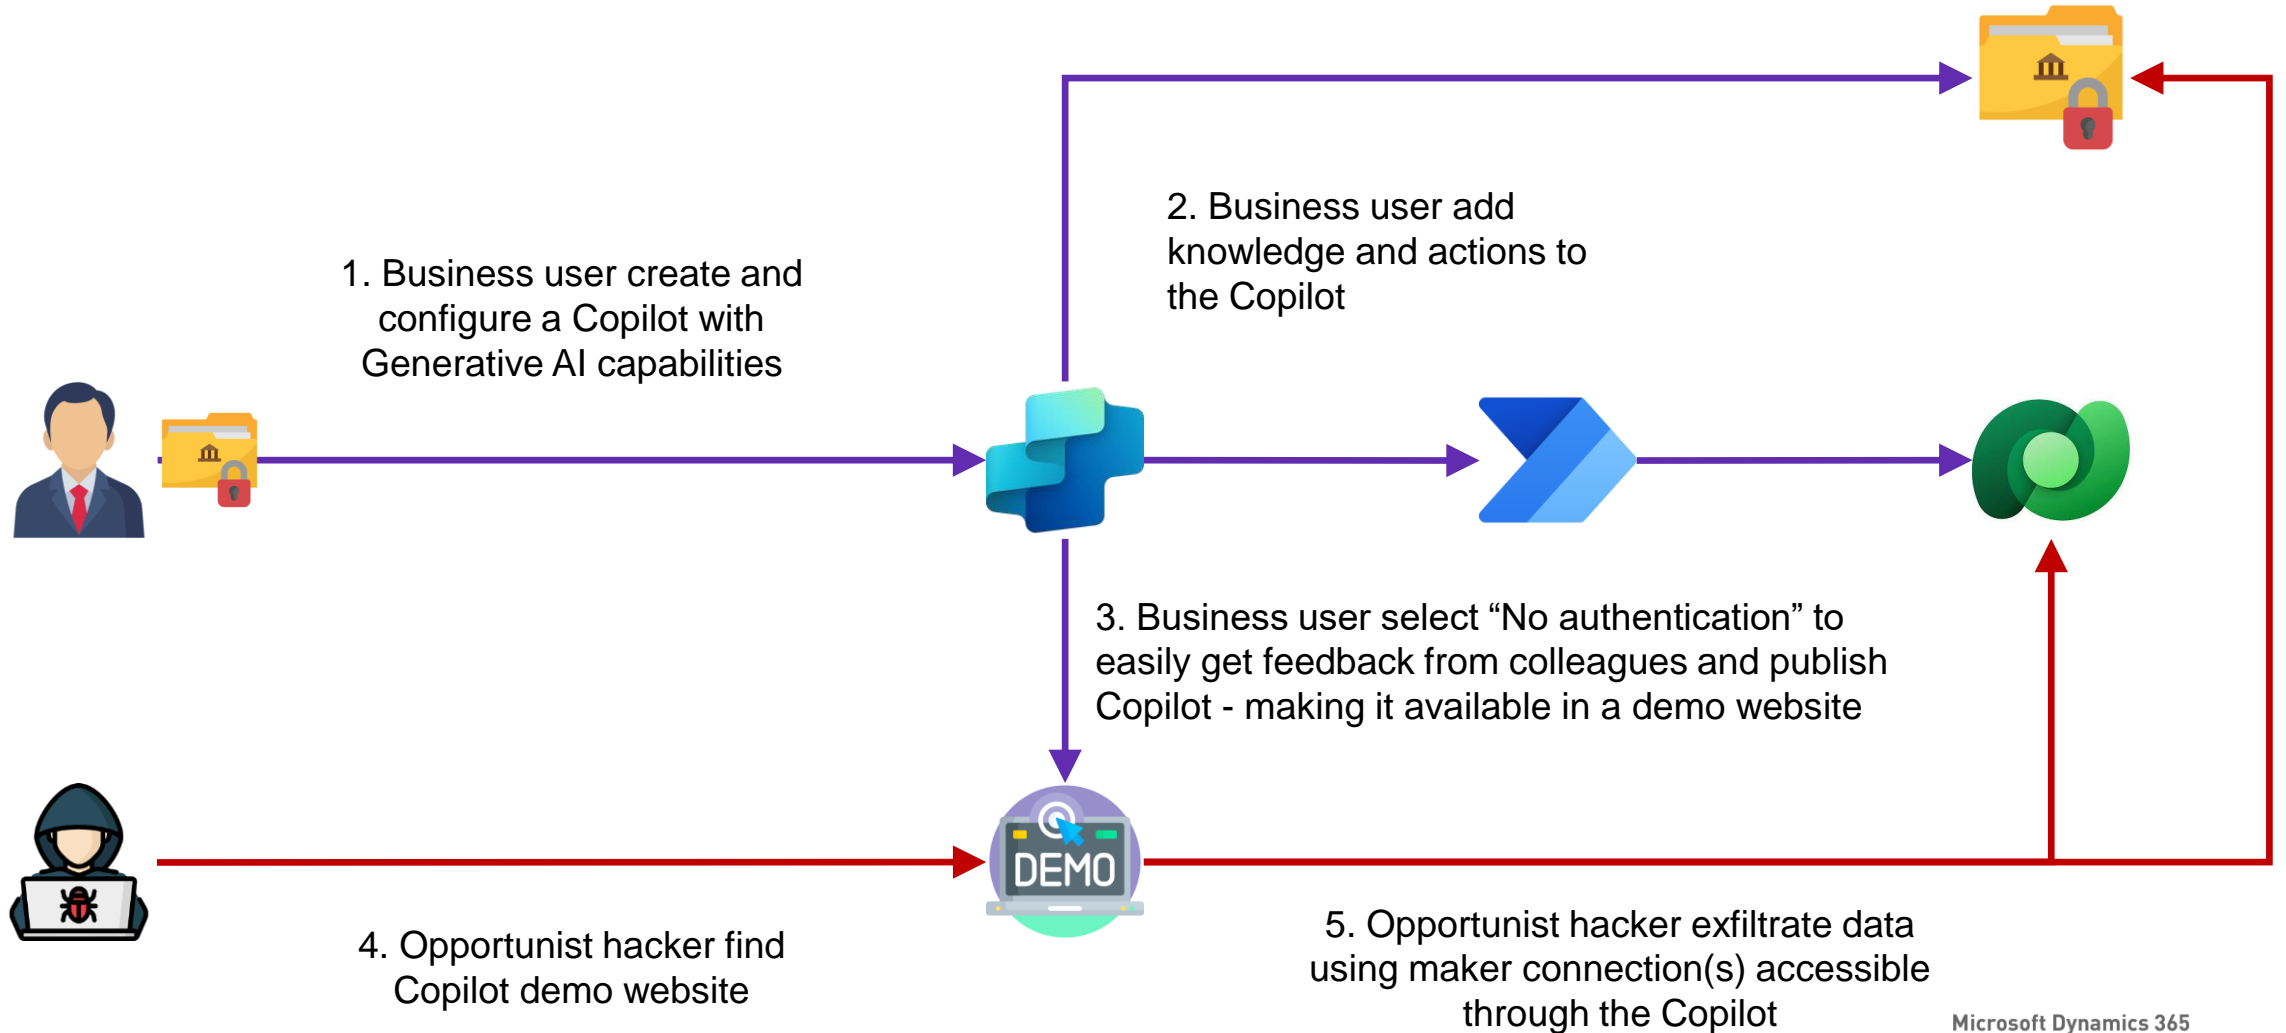 1. Business user create and
configure a Copilot with
Generative AI capabilities
2. Business user add
knowledge and actions to
the Copilot
3. Business user select “No authentication” to
easily get feedback from colleagues and publish
Copilot - making it available in a demo website
DEMO
4. Opportunist hacker find
Copilot demo website
5. Opportunist hacker exfiltrate data
using maker connection(s) accessible
through the Copilot
Microsoft Dynamics 365